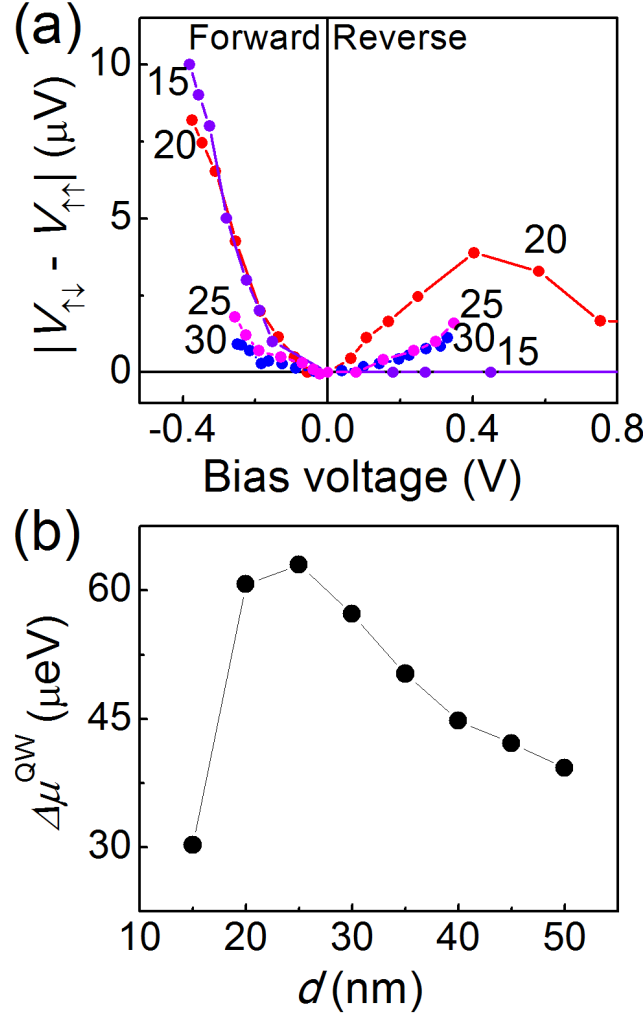 (a)
Forward Reverse
10
5
0
|V↑↓ - V↑↑| (μV)
15
20
25
30
20
25
30
15
-0.4 0.0 0.4 0.8
Bias voltage (V)
(b)
60
45
30
Δμ^QW (μeV)
10 20 30 40 50
d (nm)